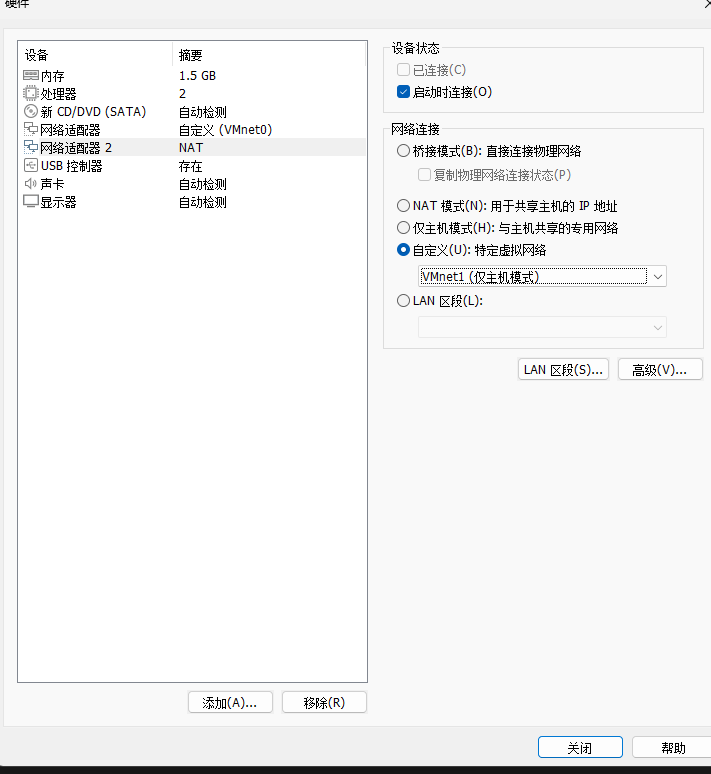 硬件
设备 摘要
内存 1.5 GB
处理器 2
新 CD/DVD (SATA) 自动检测
网络适配器 自定义 (VMnet0)
网络适配器 2 NAT
USB 控制器 存在
声卡 自动检测
显示器 自动检测
添加(A)...
移除(R)
设备状态
已连接(C)
启动时连接(O)
网络连接
桥接模式(B): 直接连接物理网络
复制物理网络连接状态(P)
NAT 模式(N): 用于共享主机的 IP 地址
仅主机模式(H): 与主机共享的专用网络
自定义(U): 特定虚拟网络
VMnet1 (仅主机模式)
LAN 区段(L):
LAN 区段(S)...
高级(V)...
关闭
帮助